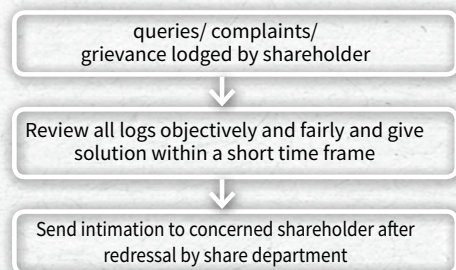 queries/ complaints/
grievance lodged by shareholder
Review all logs objectively and fairly and give
solution within a short time frame
Send intimation to concerned shareholder after
redressal by share department